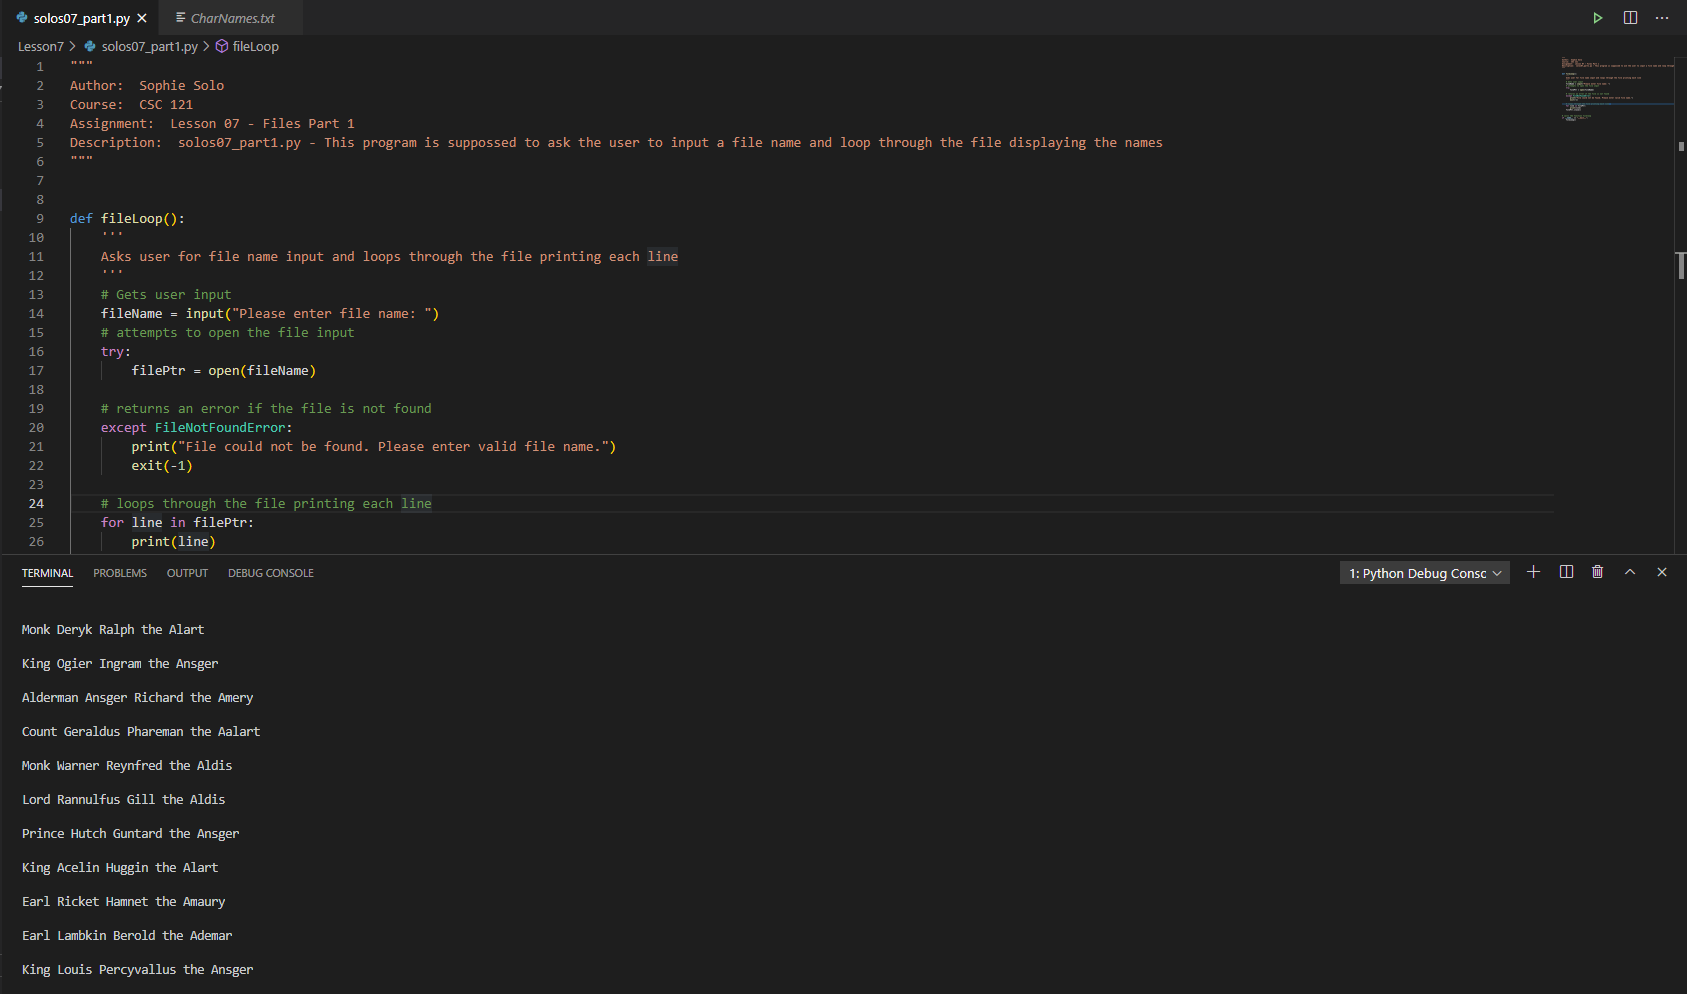 solos07_part1.py
CharNames.txt
Lesson7 > solos07_part1.py > fileLoop
1 """
2 Author:  Sophie Solo
3 Course:  CSC 121
4 Assignment:  Lesson 07 - Files Part 1
5 Description:  solos07_part1.py - This program is suppossed to ask the user to input a file name and loop through the file displaying the names
6 """
7
8
9 def fileLoop():
10     '''
11     Asks user for file name input and loops through the file printing each line
12     '''
13     # Gets user input
14     fileName = input("Please enter file name: ")
15     # attempts to open the file input
16     try:
17         filePtr = open(fileName)
18
19     # returns an error if the file is not found
20     except FileNotFoundError:
21         print("File could not be found. Please enter valid file name.")
22         exit(-1)
23
24     # loops through the file printing each line
25     for line in filePtr:
26         print(line)
TERMINAL PROBLEMS OUTPUT DEBUG CONSOLE 1: Python Debug Consc
Monk Deryk Ralph the Alart
King Ogier Ingram the Ansger
Alderman Ansger Richard the Amery
Count Geraldus Phareman the Aalart
Monk Warner Reynfred the Aldis
Lord Rannulfus Gill the Aldis
Prince Hutch Guntard the Ansger
King Acelin Huggin the Alart
Earl Ricket Hamnet the Amaury
Earl Lambkin Berold the Ademar
King Louis Percyvallus the Ansger